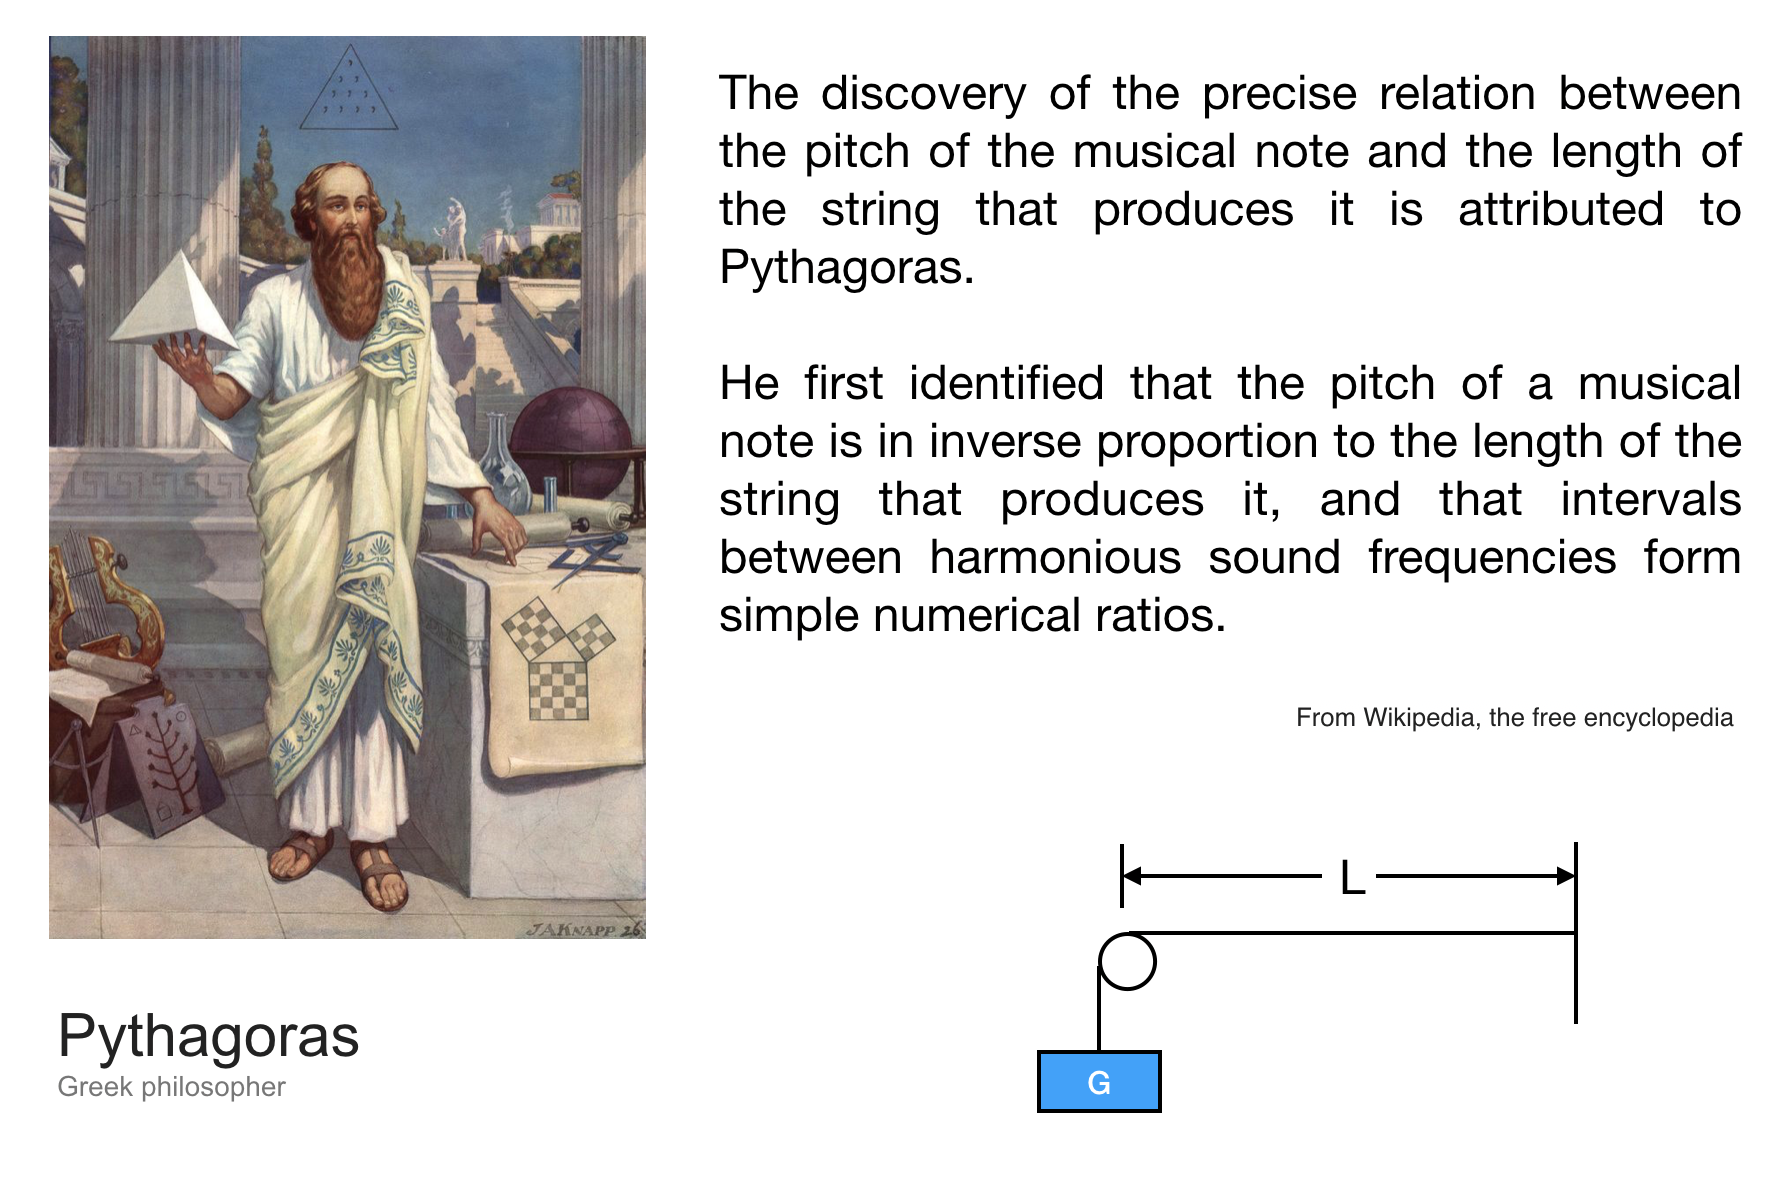 The discovery of the precise relation between
the pitch of the musical note and the length of
the string that produces it is attributed to
Pythagoras.
He first identified that the pitch of a musical
note is in inverse proportion to the length of the
string that produces it, and that intervals
between harmonious sound frequencies form
simple numerical ratios.
From Wikipedia, the free encyclopedia
L
G
J.A.KNAPP 26
Pythagoras
Greek philosopher